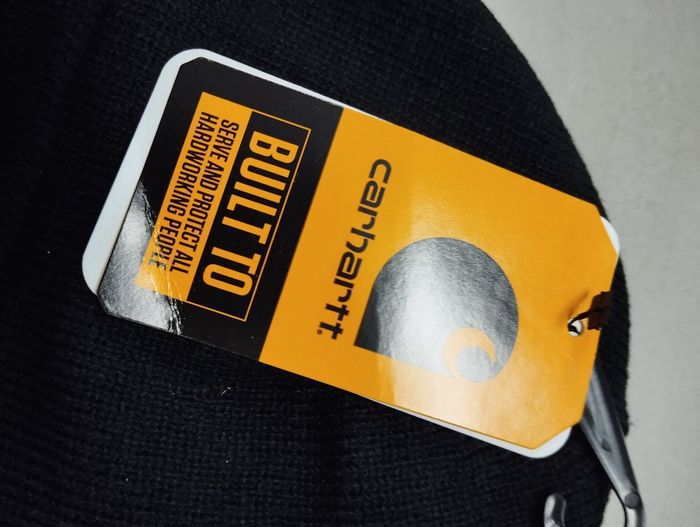 carhartt.
BUILT TO
SERVE AND PROTECT ALL
HARDWORKING PEOPLE